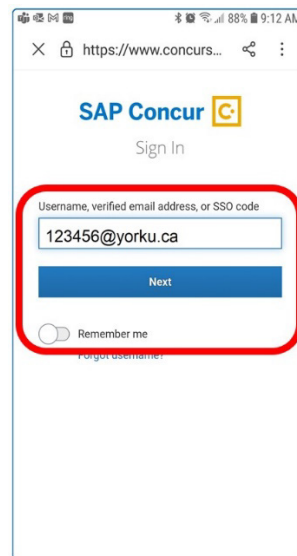 88% 9:12 AM
https://www.concurs...
SAP Concur C
Sign In
Username, verified email address, or SSO code
123456@yorku.ca
Next
Remember me
Forgot username?